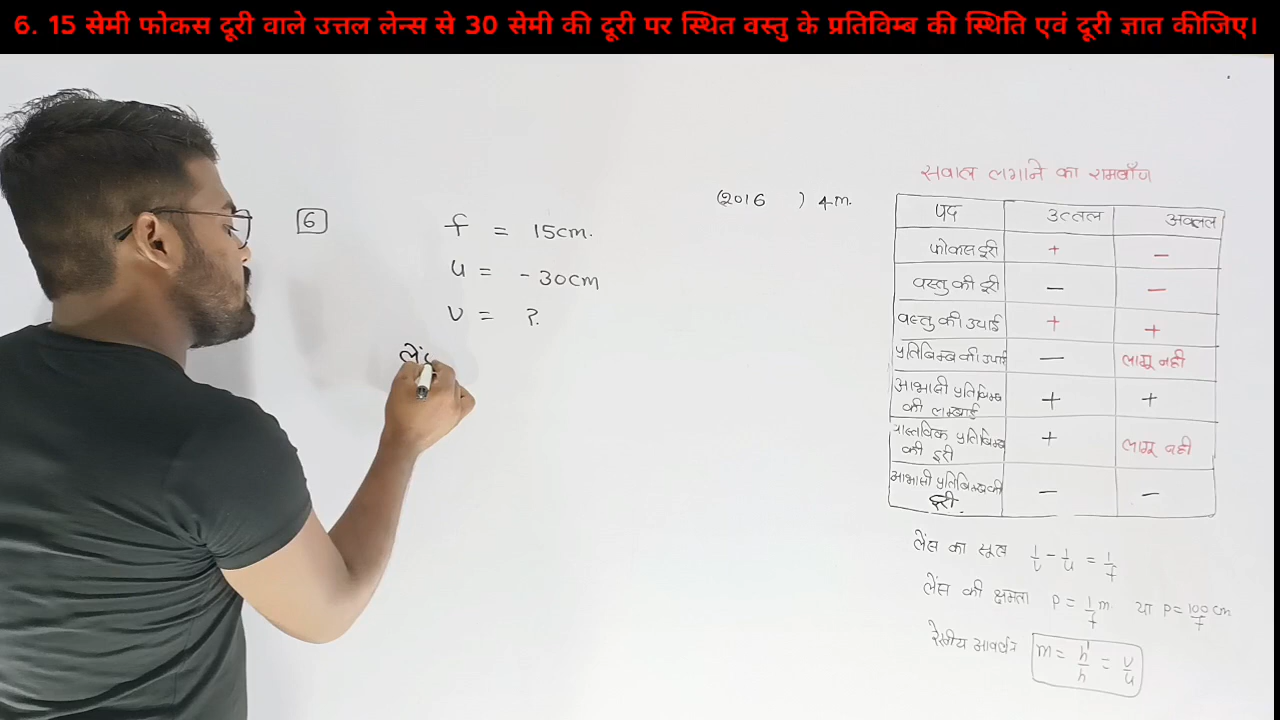 6. 15 सेमी फोकस दूरी वाले उत्तल लेन्स से 30 सेमी की दूरी पर स्थित वस्तु के प्रतिविम्ब की स्थिति एवं दूरी ज्ञात कीजिए।
6
f = 15cm.
u = - 30cm
v = ?
लें
(2016 ) 4m.
सवाल लगाने का रामबाँण
पद उत्तल अवतल
फोकस दूरी + −
वस्तु की दूरी − −
वस्तु की उचाई + +
प्रतिबिम्ब की उचाई − लागू नही
आभासी प्रतिबिम्ब की लम्बाई + +
वास्तविक प्रतिबिम्ब की दूरी + लागू नही
आभासी प्रतिबिम्ब की दूरी. − −
लेंस का सूत्र 1/v - 1/u = 1/f
लेंस की क्षमता P = 1/f m. या P = 100/f cm
रेखीय आवर्धन m = h'/h = v/u